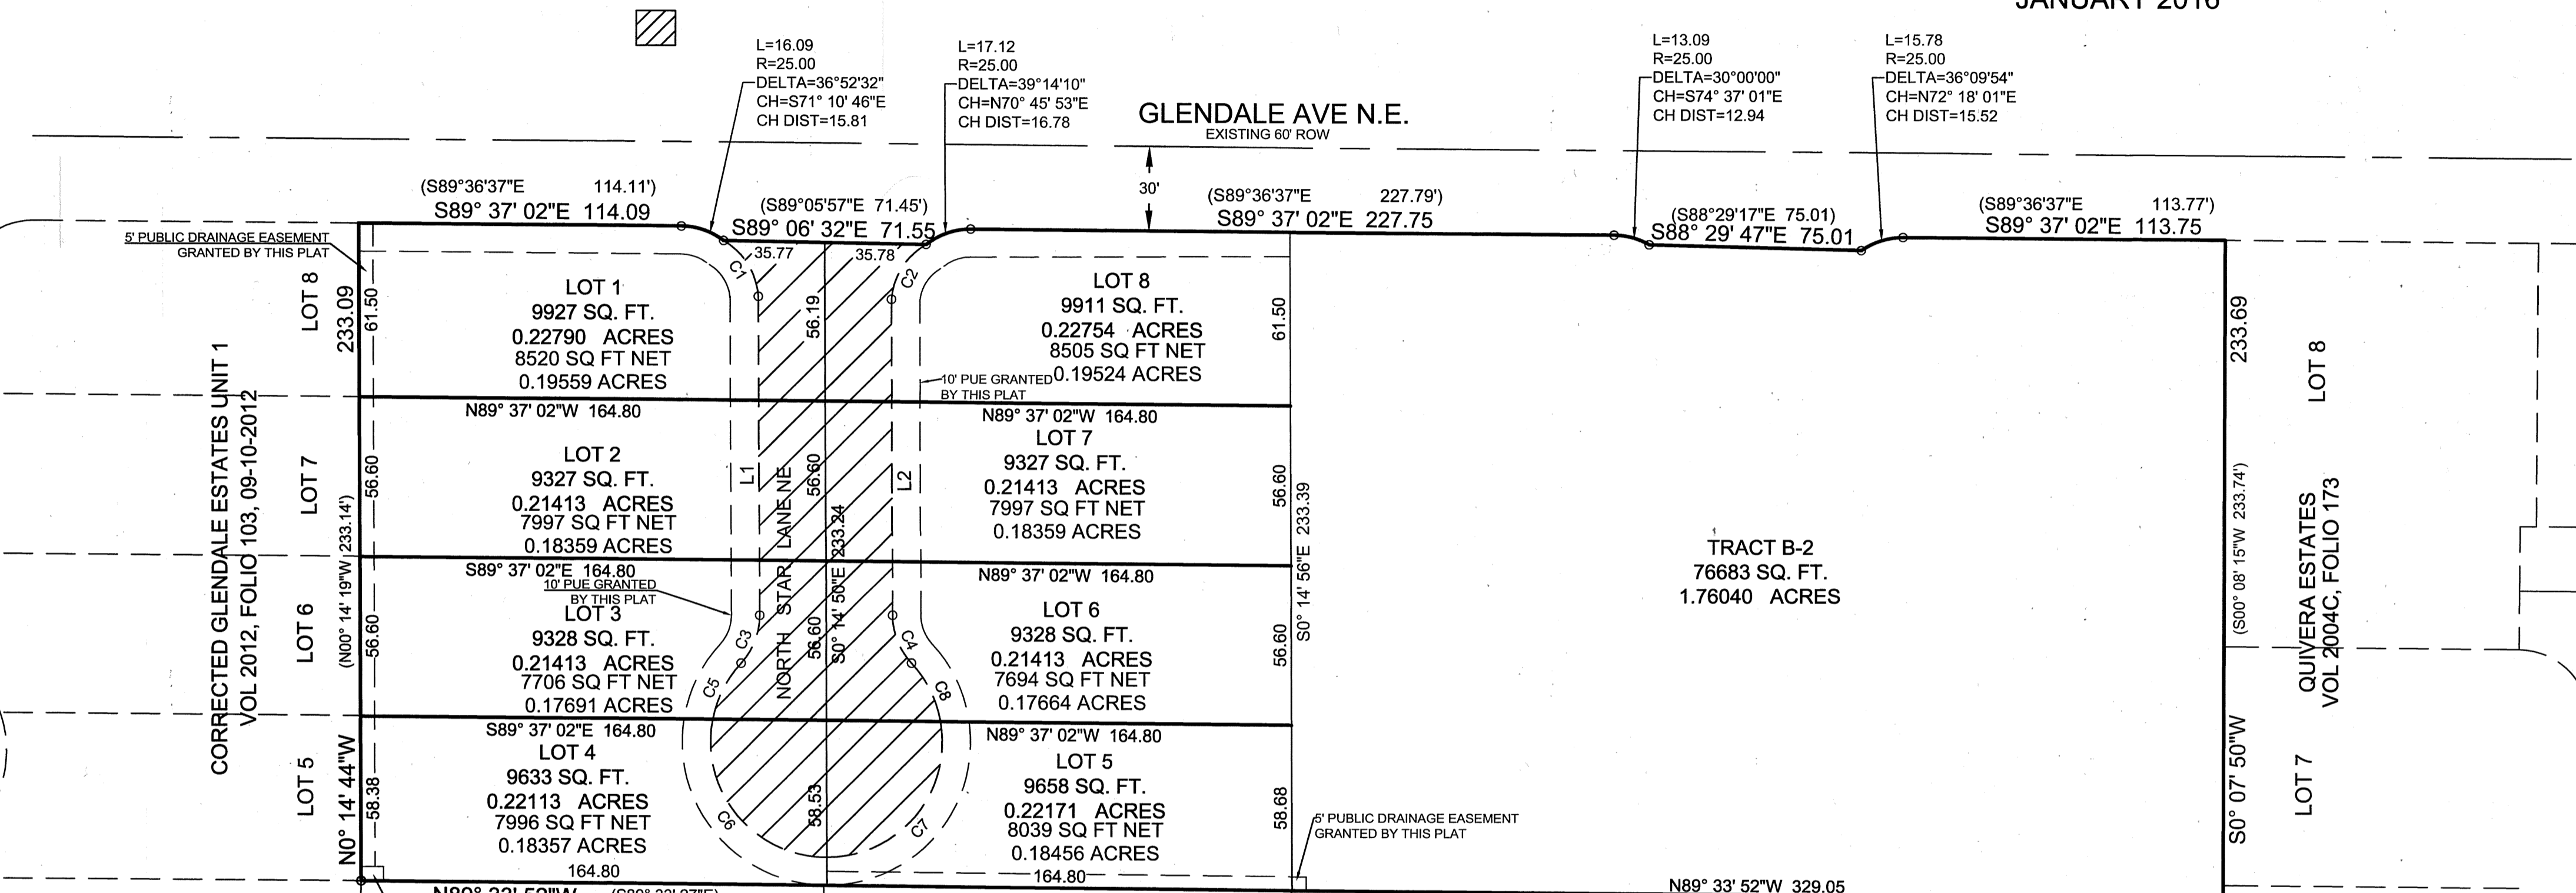 JANUARY 2016
L=16.09
R=25.00
DELTA=36°52'32"
CH=S71° 10' 46"E
CH DIST=15.81
L=17.12
R=25.00
DELTA=39°14'10"
CH=N70° 45' 53"E
CH DIST=16.78
GLENDALE AVE N.E.
EXISTING 60' ROW
L=13.09
R=25.00
DELTA=30°00'00"
CH=S74° 37' 01"E
CH DIST=12.94
L=15.78
R=25.00
DELTA=36°09'54"
CH=N72° 18' 01"E
CH DIST=15.52
(S89°36'37"E 114.11')
S89° 37' 02"E 114.09
(S89°05'57"E 71.45')
S89° 06' 32"E 71.55
30'
(S89°36'37"E 227.79')
S89° 37' 02"E 227.75
(S88°29'17"E 75.01)
S88° 29' 47"E 75.01
(S89°36'37"E 113.77')
S89° 37' 02"E 113.75
5' PUBLIC DRAINAGE EASEMENT
GRANTED BY THIS PLAT
35.77
35.78
C1
C2
CORRECTED GLENDALE ESTATES UNIT 1
VOL 2012, FOLIO 103, 09-10-2012
LOT 8
LOT 7
LOT 6
LOT 5
233.09
(N00° 14' 19"W 233.14')
N0° 14' 44"W
61.50
56.60
56.60
58.38
LOT 1
9927 SQ. FT.
0.22790 ACRES
8520 SQ FT NET
0.19559 ACRES
56.19
LOT 8
9911 SQ. FT.
0.22754 ACRES
8505 SQ FT NET
0.19524 ACRES
61.50
10' PUE GRANTED
BY THIS PLAT
N89° 37' 02"W 164.80
N89° 37' 02"W 164.80
LOT 2
9327 SQ. FT.
0.21413 ACRES
7997 SQ FT NET
0.18359 ACRES
L1
NORTH STAR LANE NE
56.60
S0° 14' 50"E 233.24
L2
LOT 7
9327 SQ. FT.
0.21413 ACRES
7997 SQ FT NET
0.18359 ACRES
56.60
S0° 14' 56"E 233.39
S89° 37' 02"E 164.80
N89° 37' 02"W 164.80
10' PUE GRANTED
BY THIS PLAT
LOT 3
9328 SQ. FT.
0.21413 ACRES
7706 SQ FT NET
0.17691 ACRES
C3
C5
56.60
C4
C8
LOT 6
9328 SQ. FT.
0.21413 ACRES
7694 SQ FT NET
0.17664 ACRES
56.60
S89° 37' 02"E 164.80
N89° 37' 02"W 164.80
LOT 4
9633 SQ. FT.
0.22113 ACRES
7996 SQ FT NET
0.18357 ACRES
164.80
C6
58.53
C7
LOT 5
9658 SQ. FT.
0.22171 ACRES
8039 SQ FT NET
0.18456 ACRES
164.80
58.68
5' PUBLIC DRAINAGE EASEMENT
GRANTED BY THIS PLAT
TRACT B-2
76683 SQ. FT.
1.76040 ACRES
N89° 33' 52"W 329.05
233.69
(S00° 08' 15"W 233.74')
S0° 07' 50"W
LOT 8
QUIVERA ESTATES
VOL 2004C, FOLIO 173
LOT 7